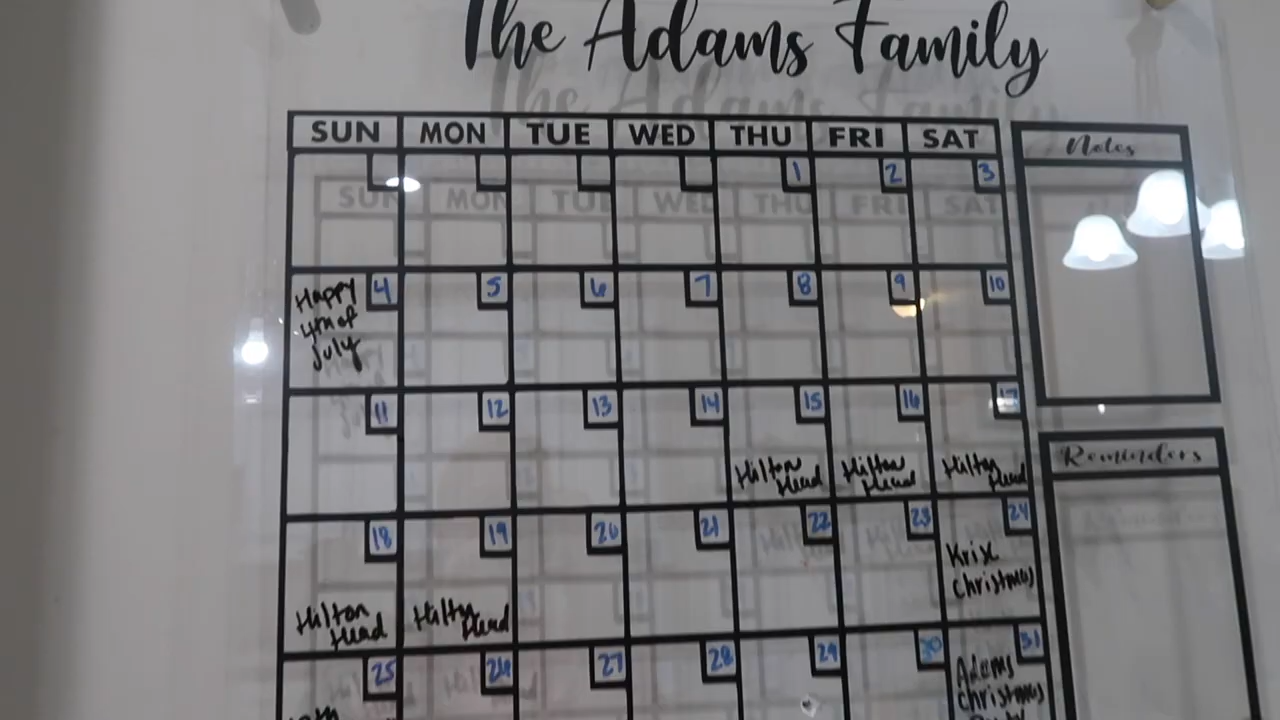 The Adams Family
SUN MON TUE WED THU FRI SAT
Notes
1 2 3
4 5 6 7 8 9 10
Happy
4th of
July
11 12 13 14 15 16 17
Reminders
Hilton Head
Hilton Head
Hilton Head
18 19 20 21 22 23 24
Krix
Christmas
Hilton Head
Hilton Head
25 26 27 28 29 30 31
Adams
Christmas